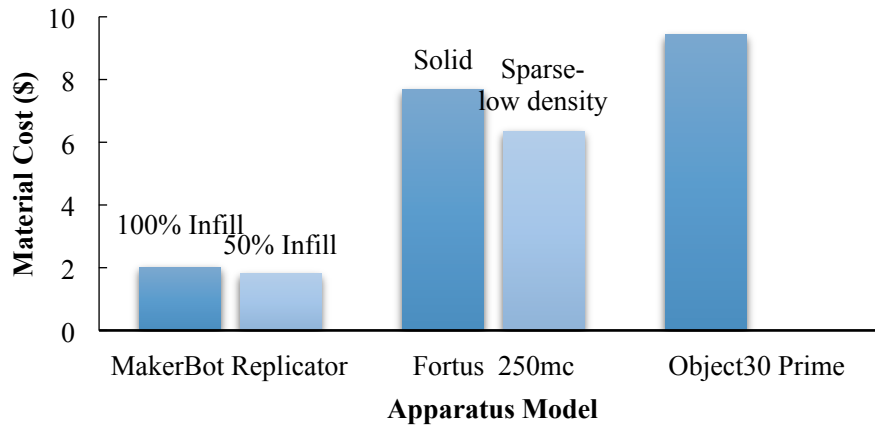 Material Cost ($)
10
8
6
4
2
0
100% Infill
50% Infill
Solid
Sparse-
low density
MakerBot Replicator
Fortus 250mc
Object30 Prime
Apparatus Model